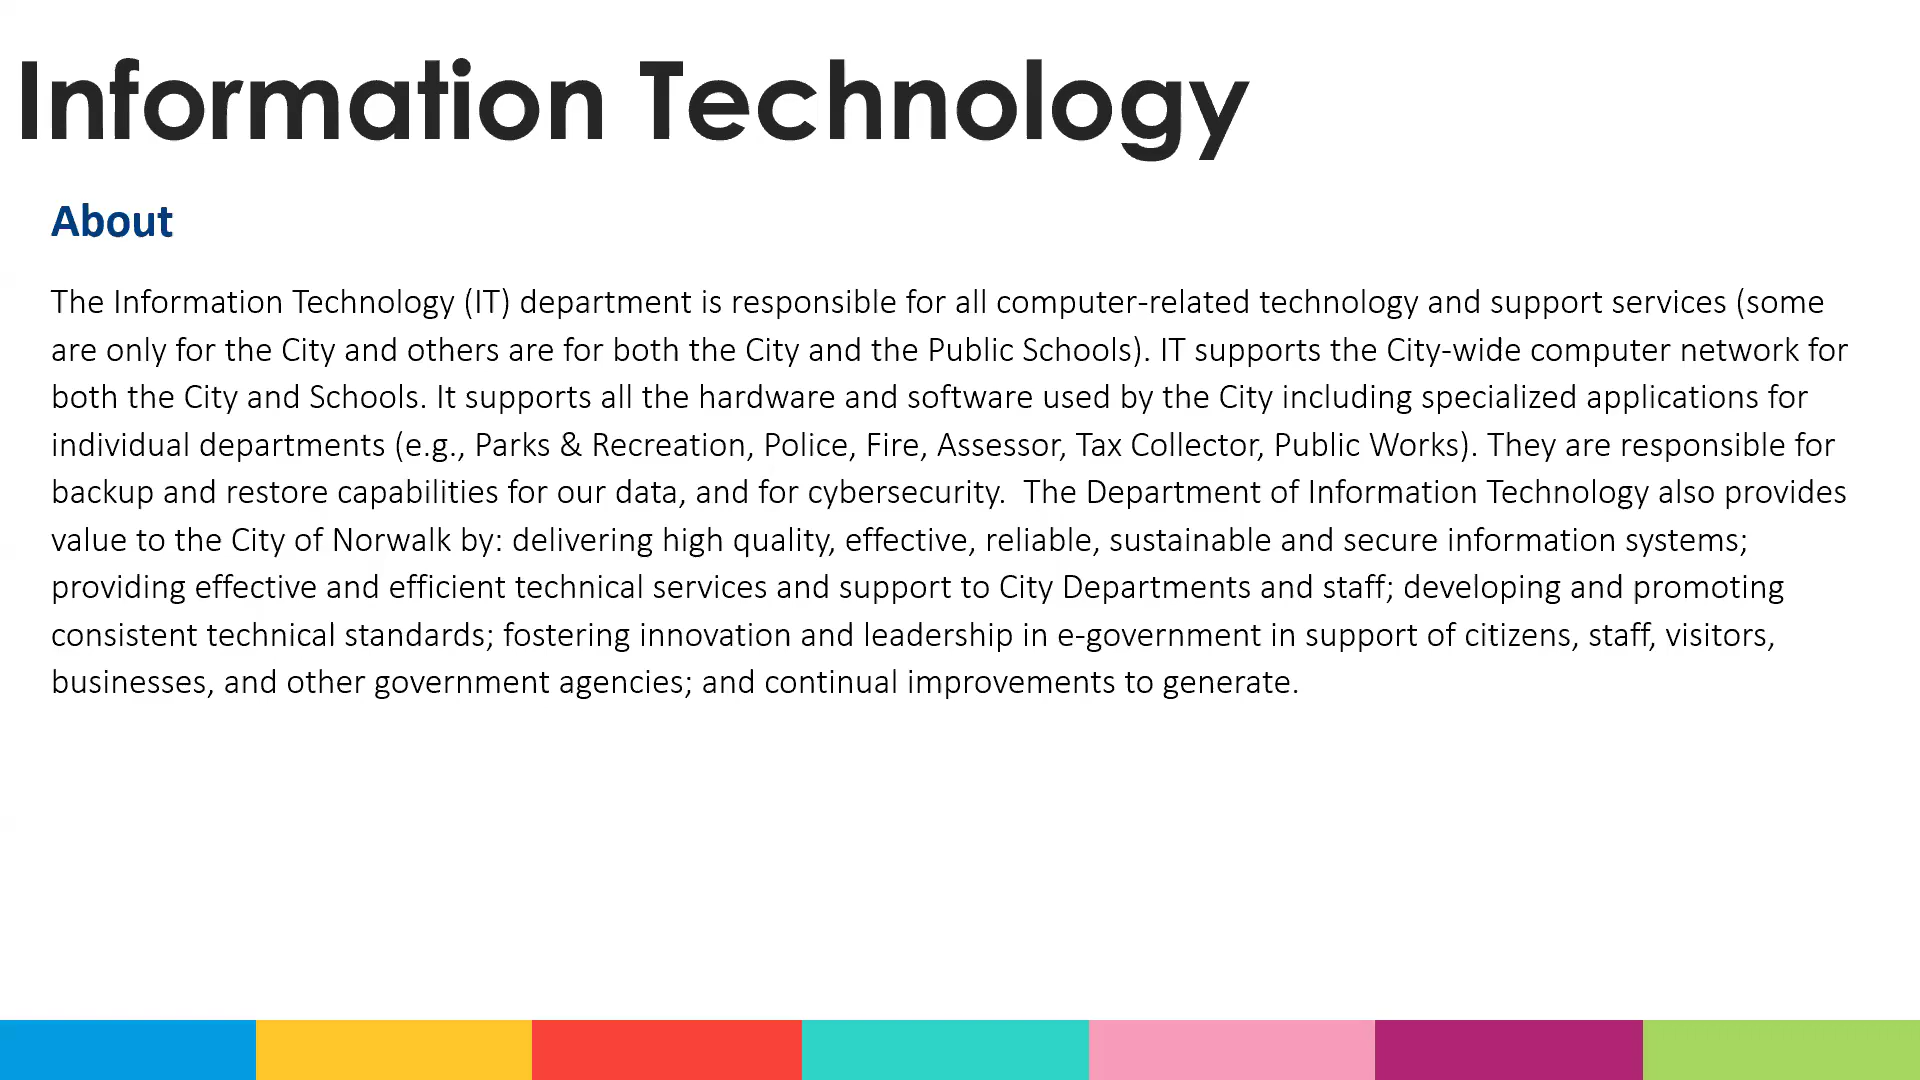 Information Technology
About
The Information Technology (IT) department is responsible for all computer-related technology and support services (some
are only for the City and others are for both the City and the Public Schools). IT supports the City-wide computer network for
both the City and Schools. It supports all the hardware and software used by the City including specialized applications for
individual departments (e.g., Parks & Recreation, Police, Fire, Assessor, Tax Collector, Public Works). They are responsible for
backup and restore capabilities for our data, and for cybersecurity.  The Department of Information Technology also provides
value to the City of Norwalk by: delivering high quality, effective, reliable, sustainable and secure information systems;
providing effective and efficient technical services and support to City Departments and staff; developing and promoting
consistent technical standards; fostering innovation and leadership in e-government in support of citizens, staff, visitors,
businesses, and other government agencies; and continual improvements to generate.